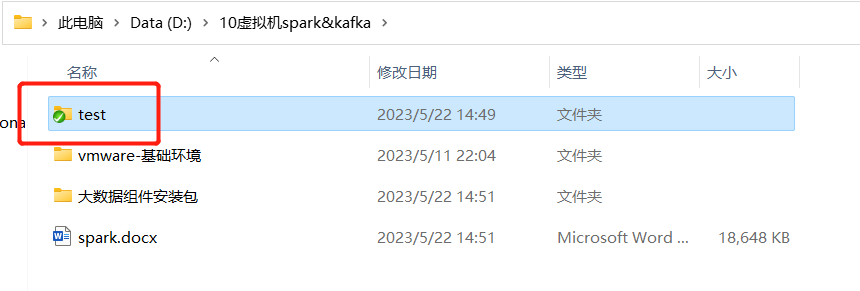 此电脑 › Data (D:) › 10虚拟机spark&kafka ›
名称 修改日期 类型 大小
ona
test 2023/5/22 14:49 文件夹
vmware-基础环境 2023/5/11 22:04 文件夹
大数据组件安装包 2023/5/22 14:51 文件夹
spark.docx 2023/5/22 14:51 Microsoft Word ... 18,648 KB